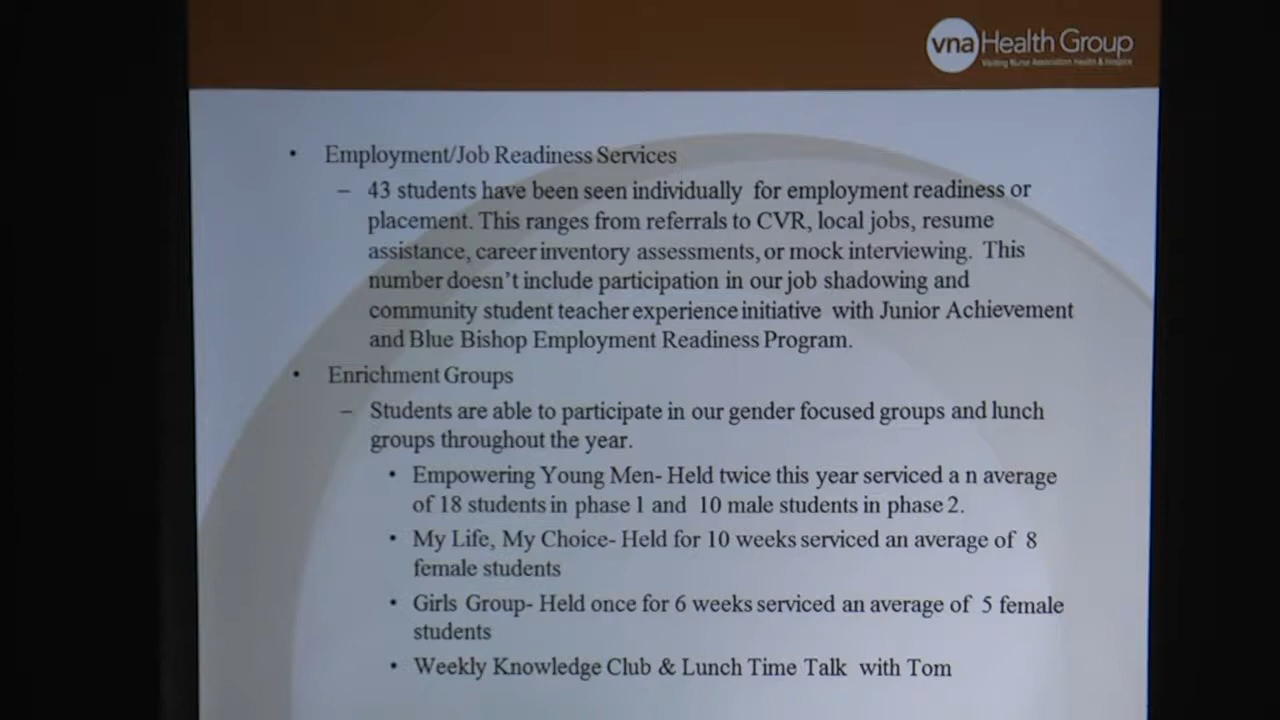 vna Health Group
Visiting Nurse Association Health & Hospice
• Employment/Job Readiness Services
– 43 students have been seen individually for employment readiness or
placement. This ranges from referrals to CVR, local jobs, resume
assistance, career inventory assessments, or mock interviewing. This
number doesn't include participation in our job shadowing and
community student teacher experience initiative with Junior Achievement
and Blue Bishop Employment Readiness Program.
• Enrichment Groups
– Students are able to participate in our gender focused groups and lunch
groups throughout the year.
• Empowering Young Men- Held twice this year serviced a n average
of 18 students in phase 1 and 10 male students in phase 2.
• My Life, My Choice- Held for 10 weeks serviced an average of 8
female students
• Girls Group- Held once for 6 weeks serviced an average of 5 female
students
• Weekly Knowledge Club & Lunch Time Talk with Tom